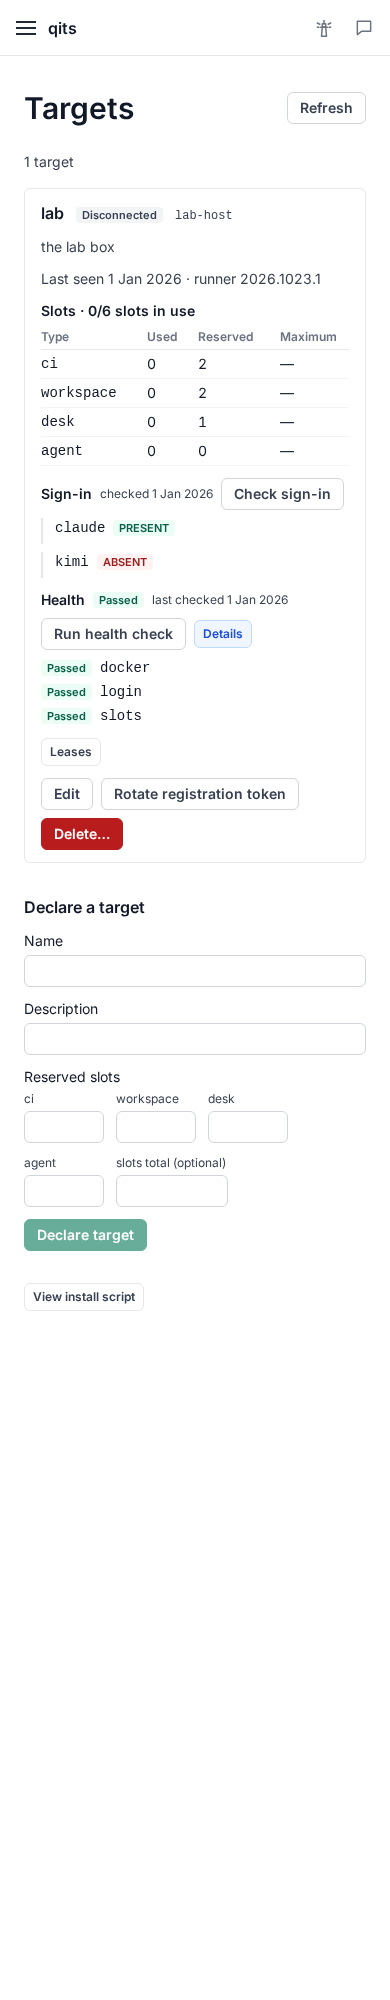 qits
Targets
Refresh
1 target
lab Disconnected lab-host
the lab box
Last seen 1 Jan 2026 · runner 2026.1023.1
Slots · 0/6 slots in use
Type Used Reserved Maximum
ci 0 2 —
workspace 0 2 —
desk 0 1 —
agent 0 0 —
Sign-in checked 1 Jan 2026 Check sign-in
claude PRESENT
kimi ABSENT
Health Passed last checked 1 Jan 2026
Run health check Details
Passed docker
Passed login
Passed slots
Leases
Edit Rotate registration token
Delete…
Declare a target
Name
Description
Reserved slots
ci workspace desk
agent slots total (optional)
Declare target
View install script